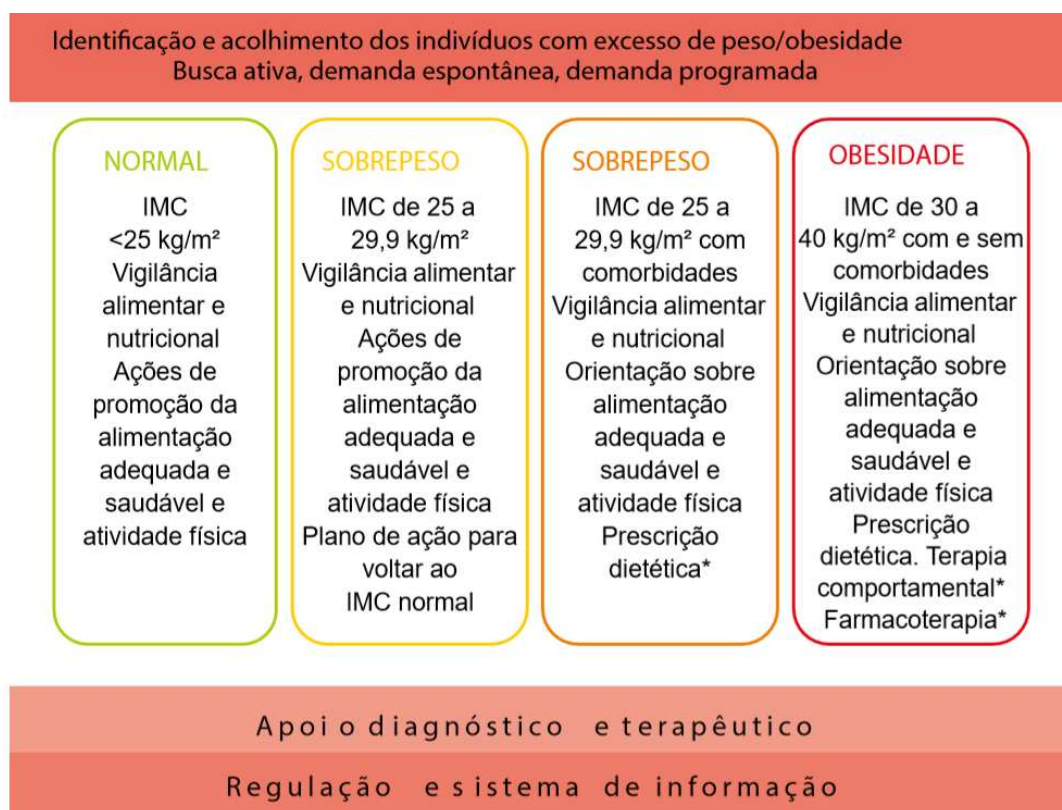 Identificação e acolhimento dos indivíduos com excesso de peso/obesidade
Busca ativa, demanda espontânea, demanda programada
NORMAL
IMC
<25 kg/m²
Vigilância
alimentar e
nutricional
Ações de
promoção da
alimentação
adequada e
saudável e
atividade física
SOBREPESO
IMC de 25 a
29,9 kg/m²
Vigilância alimentar
e nutricional
Ações de
promoção da
alimentação
adequada e
saudável e
atividade física
Plano de ação para
voltar ao
IMC normal
SOBREPESO
IMC de 25 a
29,9 kg/m² com
comorbidades
Vigilância alimentar
e nutricional
Orientação sobre
alimentação
adequada e
saudável e
atividade física
Prescrição
dietética*
OBESIDADE
IMC de 30 a
40 kg/m² com e sem
comorbidades
Vigilância alimentar
e nutricional
Orientação sobre
alimentação
adequada e
saudável e
atividade física
Prescrição
dietética. Terapia
comportamental*
Farmacoterapia*
Apoio diagnóstico e terapêutico
Regulação e sistema de informação